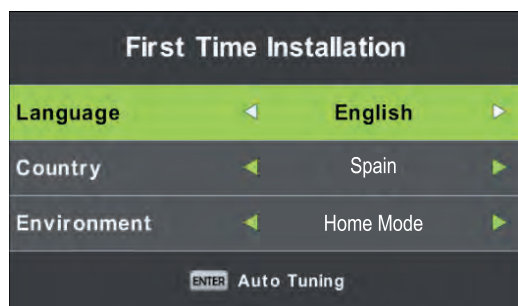 First Time Installation
Language English
Country Spain
Environment Home Mode
ENTER Auto Tuning